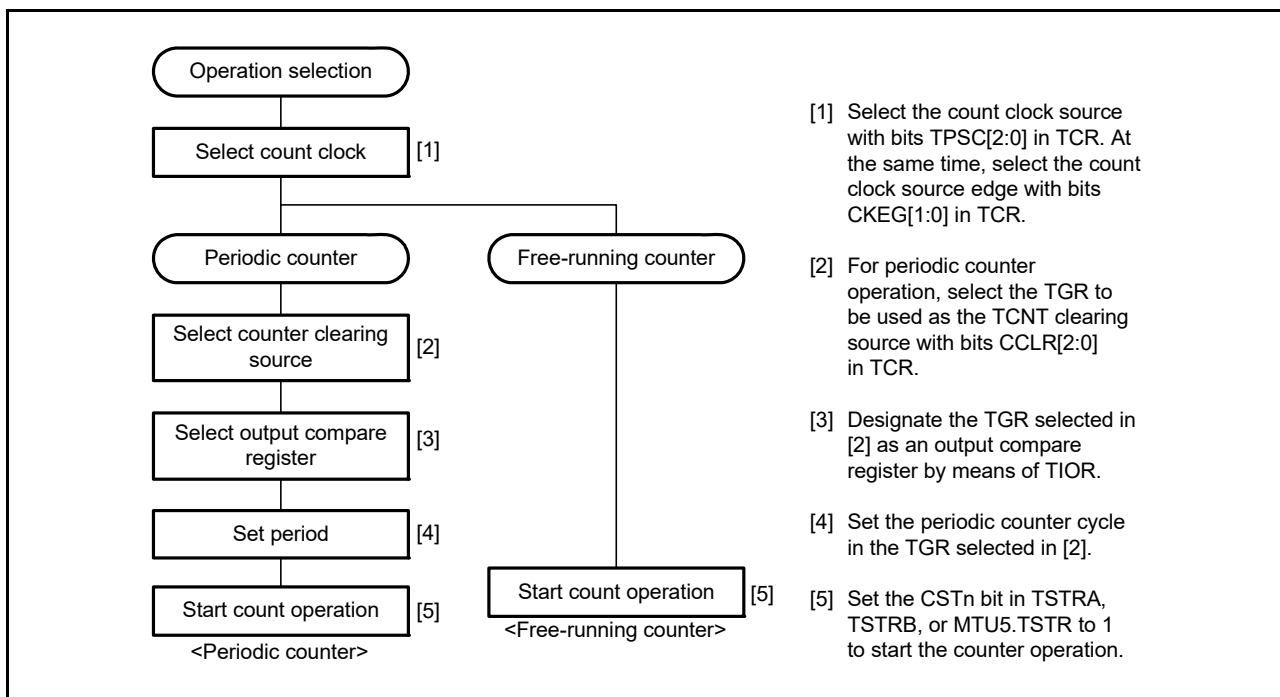 Operation selection
Select count clock
[1]
Periodic counter
Free-running counter
Select counter clearing
source
[2]
Select output compare
register
[3]
Set period
[4]
Start count operation
[5]
<Periodic counter>
Start count operation
[5]
<Free-running counter>
[1] Select the count clock source
with bits TPSC[2:0] in TCR. At
the same time, select the count
clock source edge with bits
CKEG[1:0] in TCR.
[2] For periodic counter
operation, select the TGR to
be used as the TCNT clearing
source with bits CCLR[2:0]
in TCR.
[3] Designate the TGR selected in
[2] as an output compare
register by means of TIOR.
[4] Set the periodic counter cycle
in the TGR selected in [2].
[5] Set the CSTn bit in TSTRA,
TSTRB, or MTU5.TSTR to 1
to start the counter operation.